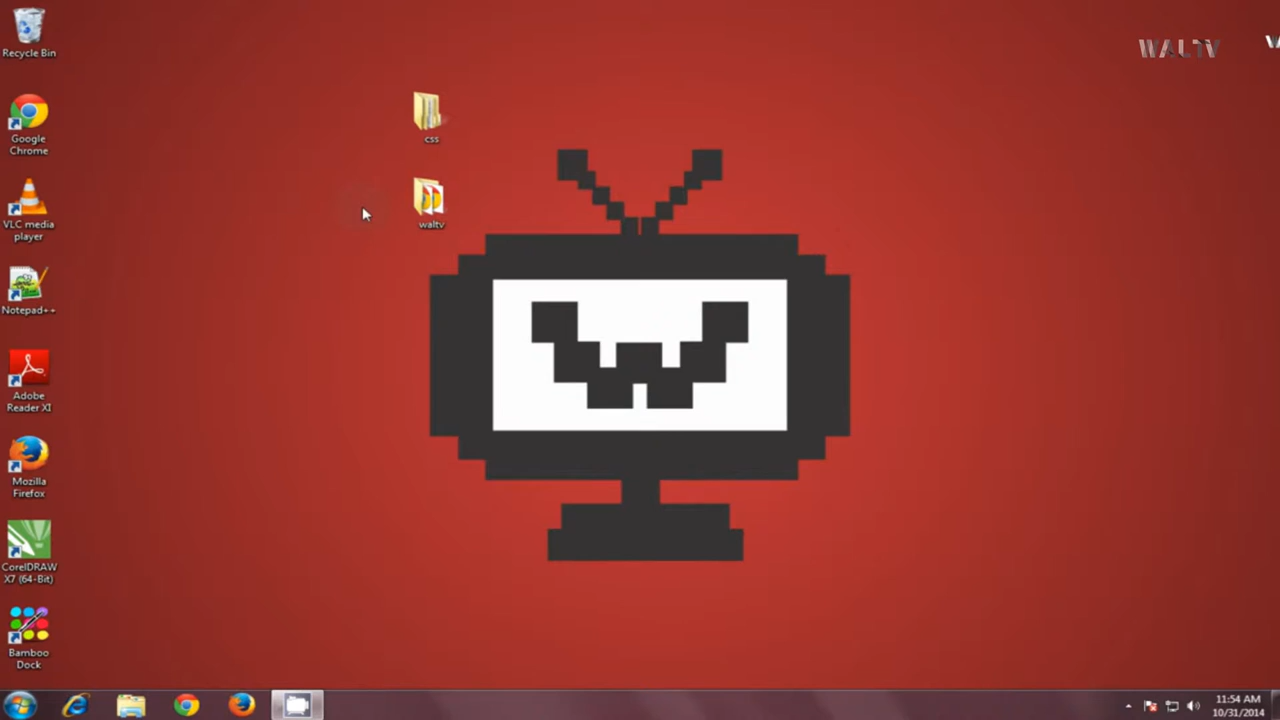 Recycle Bin
Google
Chrome
VLC media
player
Notepad++
Adobe
Reader XI
Mozilla
Firefox
CorelDRAW
X7 (64-Bit)
Bamboo
Dock
css
waltv
W
WALTV
W
11:54 AM
10/31/2014